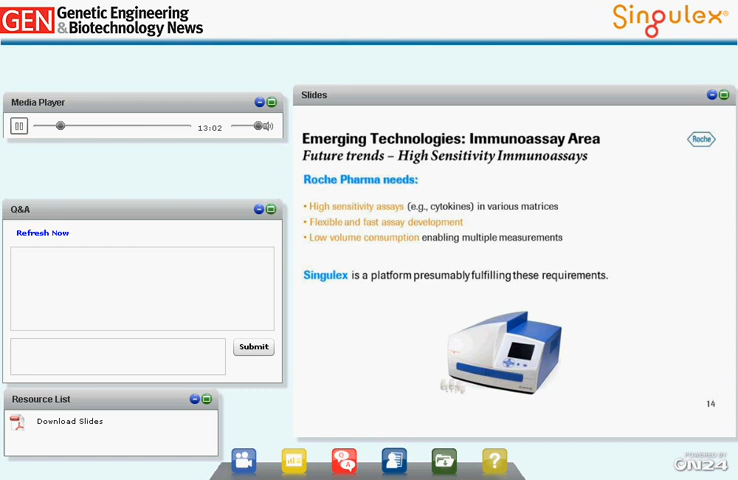 GEN Genetic Engineering
& Biotechnology News
Singulex®
Media Player
13:02
Q&A
Refresh Now
Submit
Resource List
Download Slides
Slides
Emerging Technologies: Immunoassay Area
Roche
Future trends – High Sensitivity Immunoassays
Roche Pharma needs:
• High sensitivity assays (e.g., cytokines) in various matrices
• Flexible and fast assay development
• Low volume consumption enabling multiple measurements
Singulex is a platform presumably fulfilling these requirements.
14
Q
A
?
POWERED BY
ON24